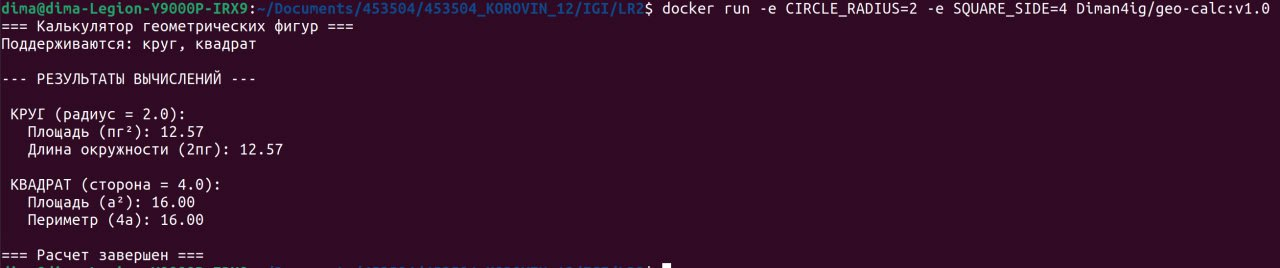 dima@dima-Legion-Y9000P-IRX9:~/Documents/453504/453504_KOROVIN_12/IGI/LR2$ docker run -e CIRCLE_RADIUS=2 -e SQUARE_SIDE=4 Diman4ig/geo-calc:v1.0
=== Калькулятор геометрических фигур ===
Поддерживаются: круг, квадрат
--- РЕЗУЛЬТАТЫ ВЫЧИСЛЕНИЙ ---
КРУГ (радиус = 2.0):
Площадь (πг²): 12.57
Длина окружности (2πг): 12.57
КВАДРАТ (сторона = 4.0):
Площадь (a²): 16.00
Периметр (4a): 16.00
=== Расчет завершен ===